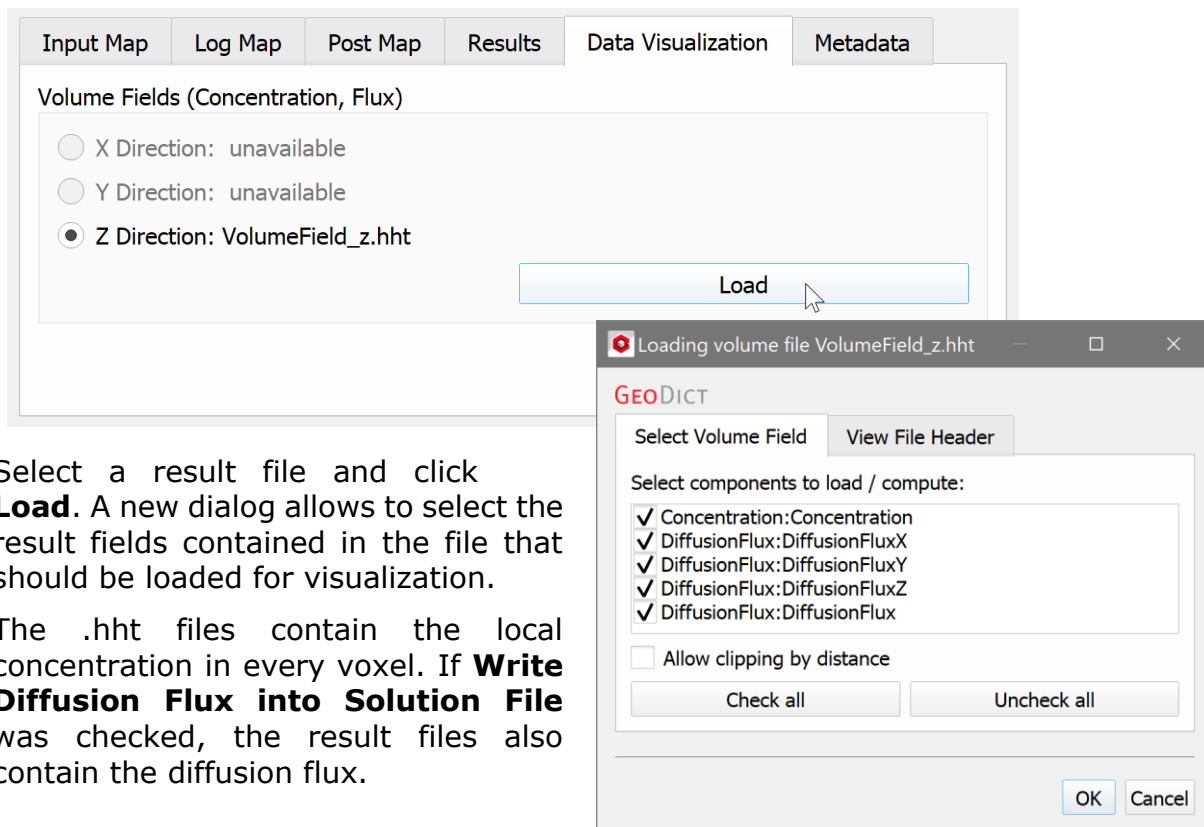 Input Map Log Map Post Map Results Data Visualization Metadata
Volume Fields (Concentration, Flux)
X Direction: unavailable
Y Direction: unavailable
Z Direction: VolumeField_z.hht
Load
Loading volume file VolumeField_z.hht
GEODICT
Select Volume Field View File Header
Select components to load / compute:
Concentration:Concentration
DiffusionFlux:DiffusionFluxX
DiffusionFlux:DiffusionFluxY
DiffusionFlux:DiffusionFluxZ
DiffusionFlux:DiffusionFlux
Allow clipping by distance
Check all Uncheck all
OK Cancel
Select a result file and click
Load. A new dialog allows to select the
result fields contained in the file that
should be loaded for visualization.
The .hht files contain the local
concentration in every voxel. If Write
Diffusion Flux into Solution File
was checked, the result files also
contain the diffusion flux.